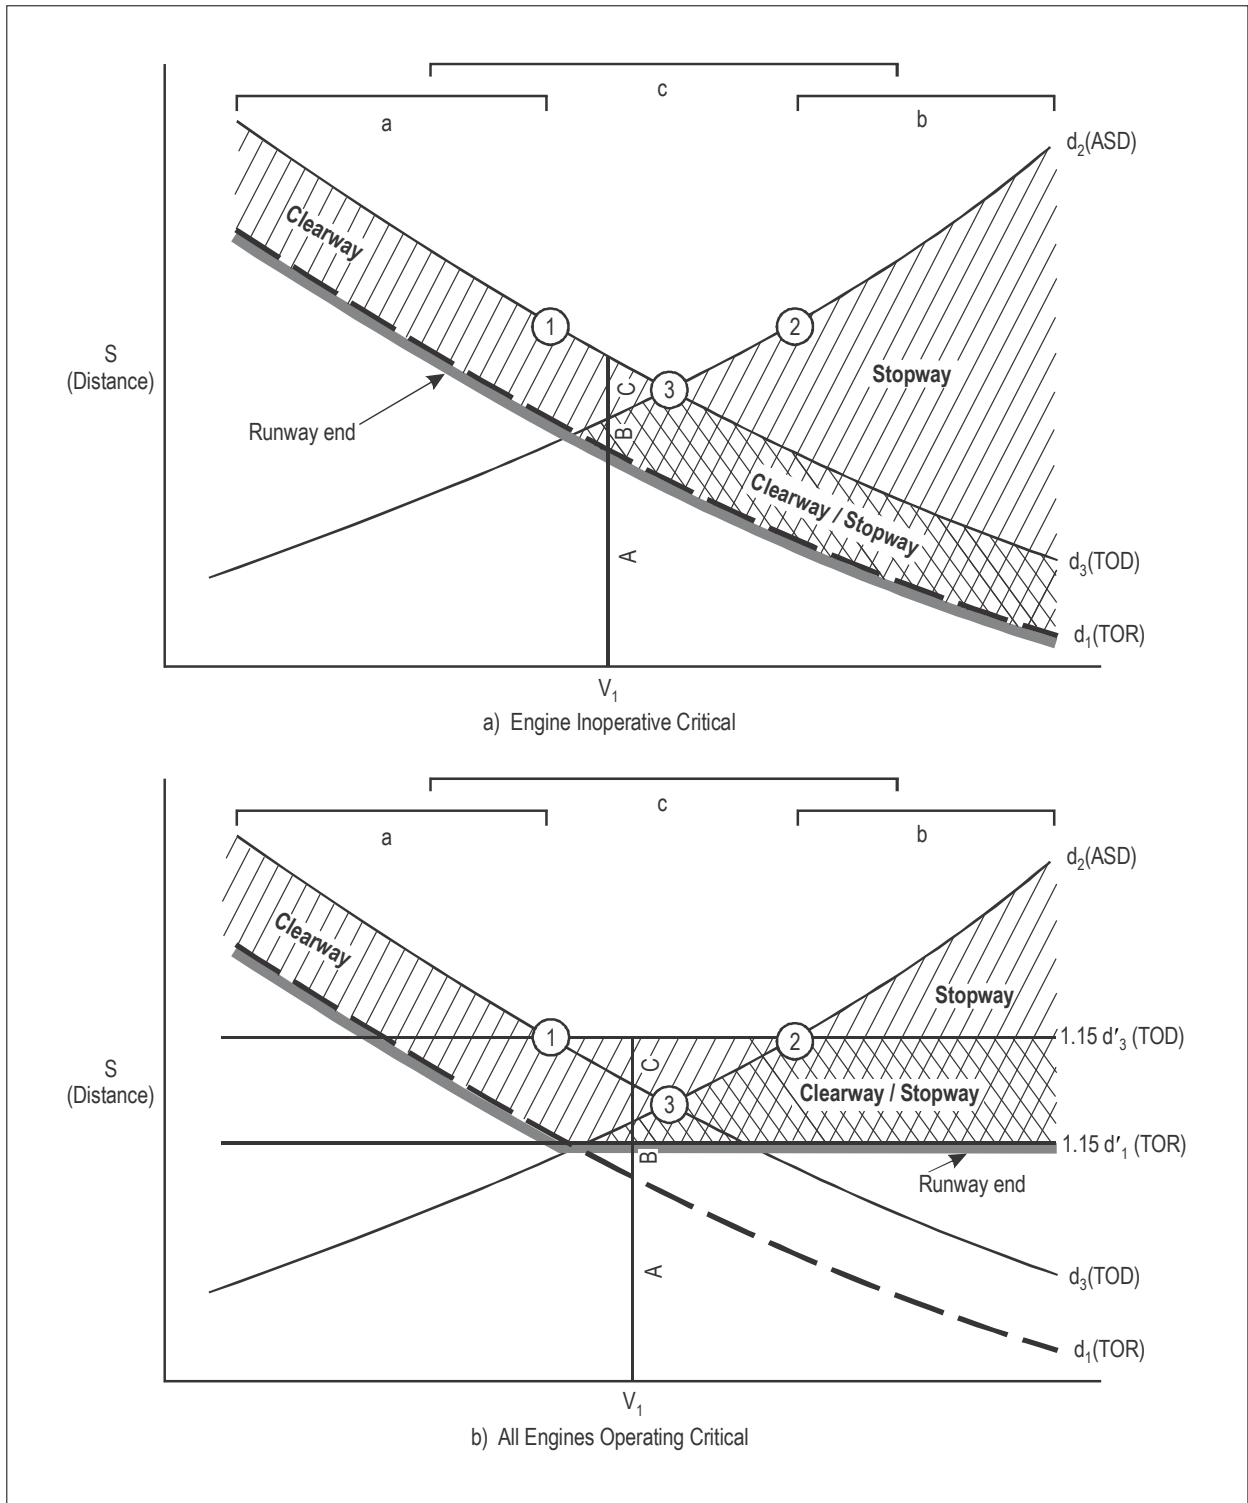 c
a
b
d₂(ASD)
Clearway
1
2
S
(Distance)
C
3
Stopway
Runway end
B
Clearway / Stopway
A
d₃(TOD)
d₁(TOR)
V₁
a) Engine Inoperative Critical
c
a
b
d₂(ASD)
Clearway
Stopway
1
2
1.15 d′₃ (TOD)
S
(Distance)
C
3
Clearway / Stopway
1.15 d′₁ (TOR)
B
Runway end
A
d₃(TOD)
d₁(TOR)
V₁
b) All Engines Operating Critical